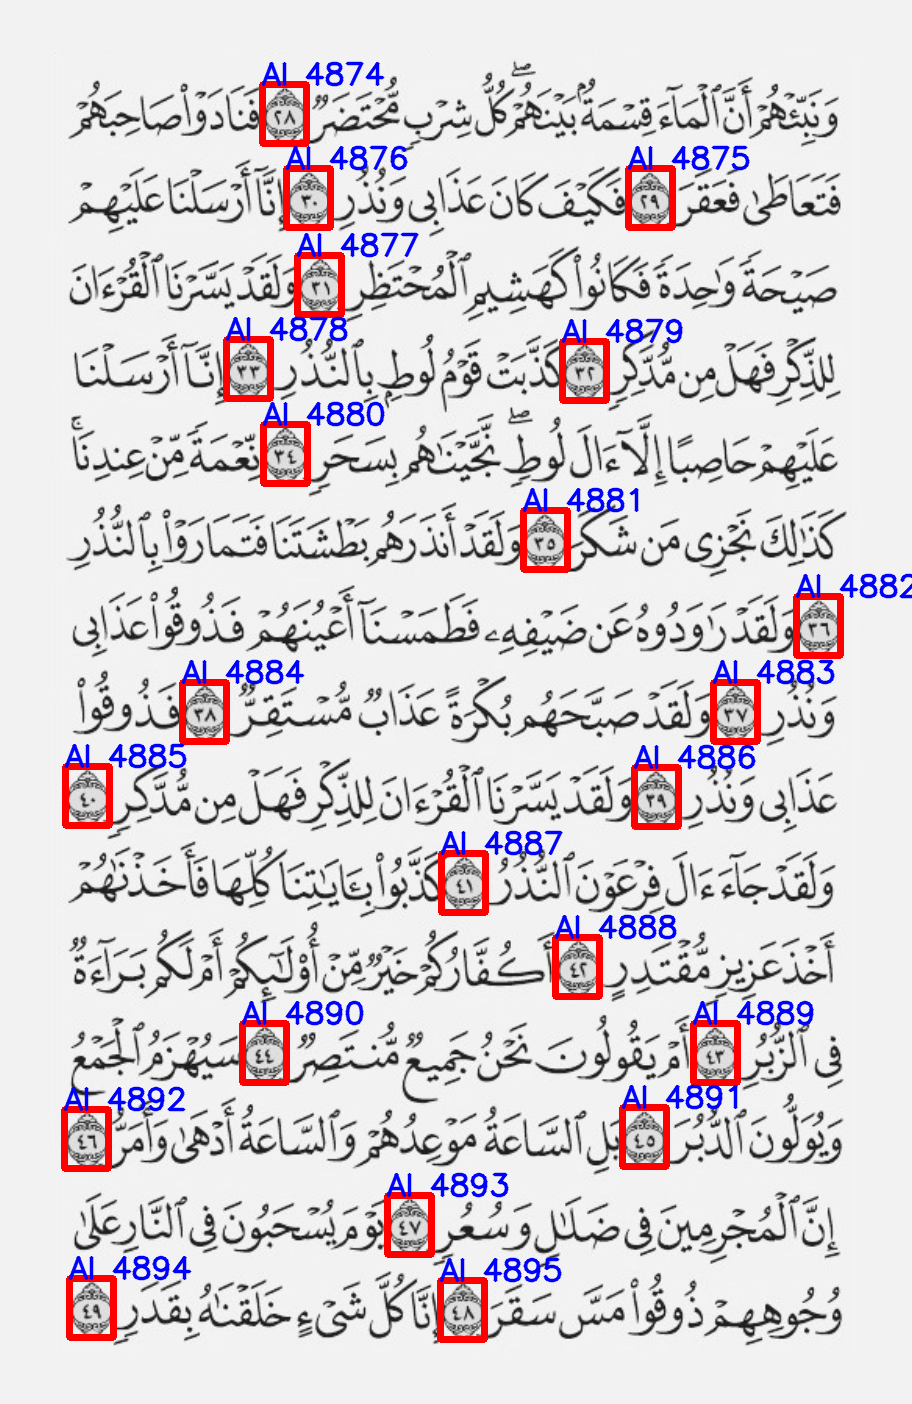 AI 4874
وَنَبِّئْهُمْ أَنَّ ٱلْمَآءَ قِسْمَةٌۢ بَيْنَهُمْ ۖ كُلُّ شِرْبٍ مُّحْتَضَرٌ ٢٨ فَنَادَوْا۟ صَاحِبَهُمْ
AI 4876 AI 4875
فَتَعَاطَىٰ فَعَقَرَ ٢٩ فَكَيْفَ كَانَ عَذَابِى وَنُذُرِ ٣٠ إِنَّآ أَرْسَلْنَا عَلَيْهِمْ
AI 4877
صَيْحَةً وَٰحِدَةً فَكَانُوا۟ كَهَشِيمِ ٱلْمُحْتَظِرِ ٣١ وَلَقَدْ يَسَّرْنَا ٱلْقُرْءَانَ
AI 4878 AI 4879
لِلذِّكْرِ فَهَلْ مِن مُّدَّكِرٍ ٣٢ كَذَّبَتْ قَوْمُ لُوطٍۭ بِٱلنُّذُرِ ٣٣ إِنَّآ أَرْسَلْنَا
AI 4880
عَلَيْهِمْ حَاصِبًا إِلَّآ ءَالَ لُوطٍ ۖ نَّجَّيْنَٰهُم بِسَحَرٍ ٣٤ نِّعْمَةً مِّنْ عِندِنَا ۚ
AI 4881
كَذَٰلِكَ نَجْزِى مَن شَكَرَ ٣٥ وَلَقَدْ أَنذَرَهُم بَطْشَتَنَا فَتَمَارَوْا۟ بِٱلنُّذُرِ
AI 4882
٣٦ وَلَقَدْ رَٰوَدُوهُ عَن ضَيْفِهِۦ فَطَمَسْنَآ أَعْيُنَهُمْ فَذُوقُوا۟ عَذَابِى
AI 4884 AI 4883
وَنُذُرِ ٣٧ وَلَقَدْ صَبَّحَهُم بُكْرَةً عَذَابٌ مُّسْتَقِرٌّ ٣٨ فَذُوقُوا۟
AI 4885 AI 4886
عَذَابِى وَنُذُرِ ٣٩ وَلَقَدْ يَسَّرْنَا ٱلْقُرْءَانَ لِلذِّكْرِ فَهَلْ مِن مُّدَّكِرٍ ٤٠
AI 4887
وَلَقَدْ جَآءَ ءَالَ فِرْعَوْنَ ٱلنُّذُرُ ٤١ كَذَّبُوا۟ بِـَٔايَٰتِنَا كُلِّهَا فَأَخَذْنَٰهُمْ
AI 4888
أَخْذَ عَزِيزٍ مُّقْتَدِرٍ ٤٢ أَكُفَّارُكُمْ خَيْرٌ مِّنْ أُو۟لَٰٓئِكُمْ أَمْ لَكُم بَرَآءَةٌ
AI 4890 AI 4889
فِى ٱلزُّبُرِ ٤٣ أَمْ يَقُولُونَ نَحْنُ جَمِيعٌ مُّنتَصِرٌ ٤٤ سَيُهْزَمُ ٱلْجَمْعُ
AI 4892 AI 4891
وَيُوَلُّونَ ٱلدُّبُرَ ٤٥ بَلِ ٱلسَّاعَةُ مَوْعِدُهُمْ وَٱلسَّاعَةُ أَدْهَىٰ وَأَمَرُّ ٤٦
AI 4893
إِنَّ ٱلْمُجْرِمِينَ فِى ضَلَٰلٍ وَسُعُرٍ ٤٧ يَوْمَ يُسْحَبُونَ فِى ٱلنَّارِ عَلَىٰ
AI 4894 AI 4895
وُجُوهِهِمْ ذُوقُوا۟ مَسَّ سَقَرَ ٤٨ إِنَّا كُلَّ شَىْءٍ خَلَقْنَٰهُ بِقَدَرٍ ٤٩